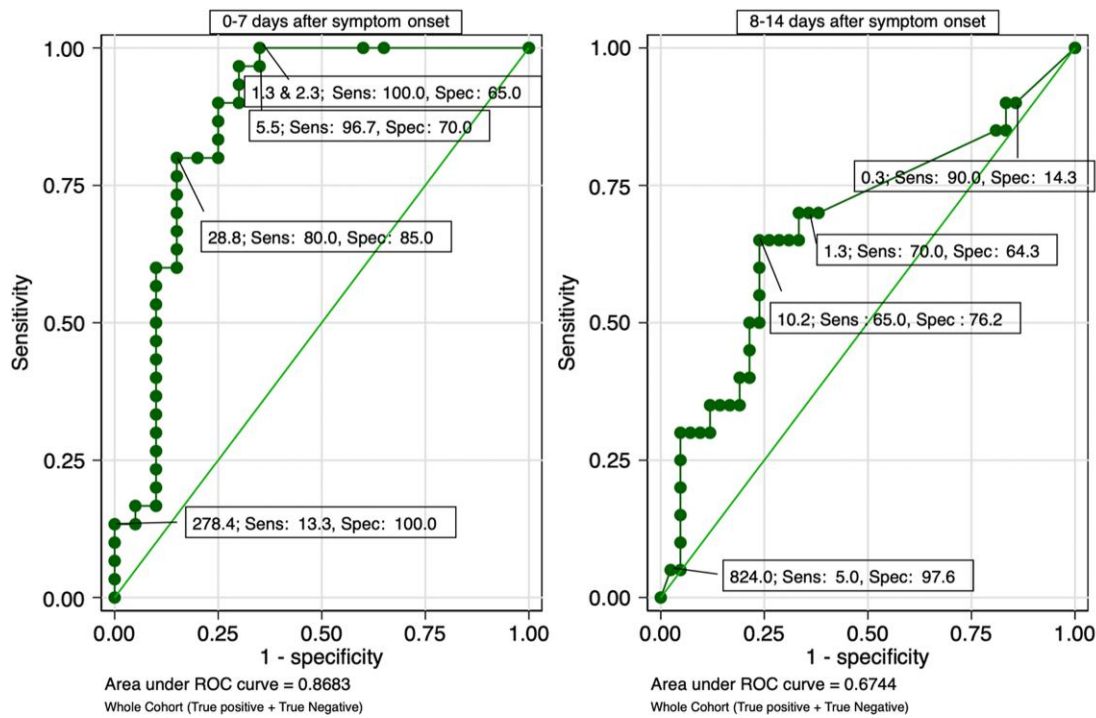 0-7 days after symptom onset
Sensitivity
1.00
0.75
0.50
0.25
0.00
1.3 & 2.3; Sens: 100.0, Spec: 65.0
5.5; Sens: 96.7, Spec: 70.0
28.8; Sens: 80.0, Spec: 85.0
278.4; Sens: 13.3, Spec: 100.0
0.00 0.25 0.50 0.75 1.00
1 - specificity
Area under ROC curve = 0.8683
Whole Cohort (True positive + True Negative)
8-14 days after symptom onset
Sensitivity
1.00
0.75
0.50
0.25
0.00
0.3; Sens: 90.0, Spec: 14.3
1.3; Sens: 70.0, Spec: 64.3
10.2; Sens : 65.0, Spec : 76.2
824.0; Sens: 5.0, Spec: 97.6
0.00 0.25 0.50 0.75 1.00
1 - specificity
Area under ROC curve = 0.6744
Whole Cohort (True positive + True Negative)